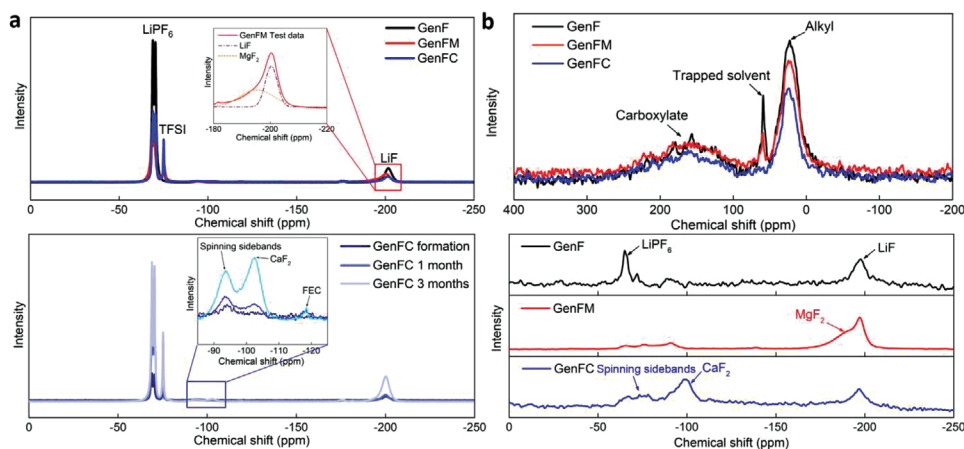 a
LiPF6
TFSI
LiF
GenF
GenFM
GenFC
Intensity
GenFM Test data
LiF
MgF2
-180 -200 -220
Chemical shift (ppm)
Intensity
0 -50 -100 -150 -200 -250
Chemical shift (ppm)
GenFC formation
GenFC 1 month
GenFC 3 months
Spinning sidebands
CaF2
FEC
Intensity
-90 -100 -110 -120
Chemical shift (ppm)
Intensity
0 -50 -100 -150 -200 -250
Chemical shift (ppm)
b
GenF
GenFM
GenFC
Alkyl
Trapped solvent
Carboxylate
Intensity
400 300 200 100 0 -100 -200
Chemical shift (ppm)
GenF
LiPF6
LiF
GenFM
MgF2
GenFC
Spinning sidebands
CaF2
Intensity
0 -50 -100 -150 -200 -250
Chemical shift (ppm)